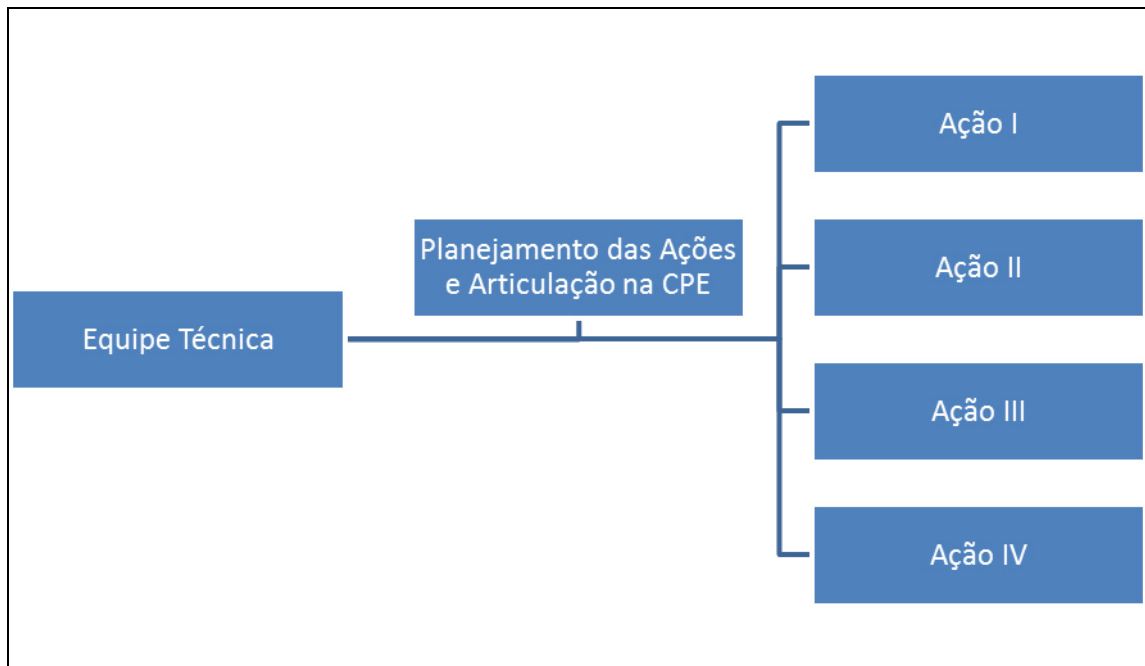 Equipe Técnica
Planejamento das Ações
e Articulação na CPE
Ação I
Ação II
Ação III
Ação IV